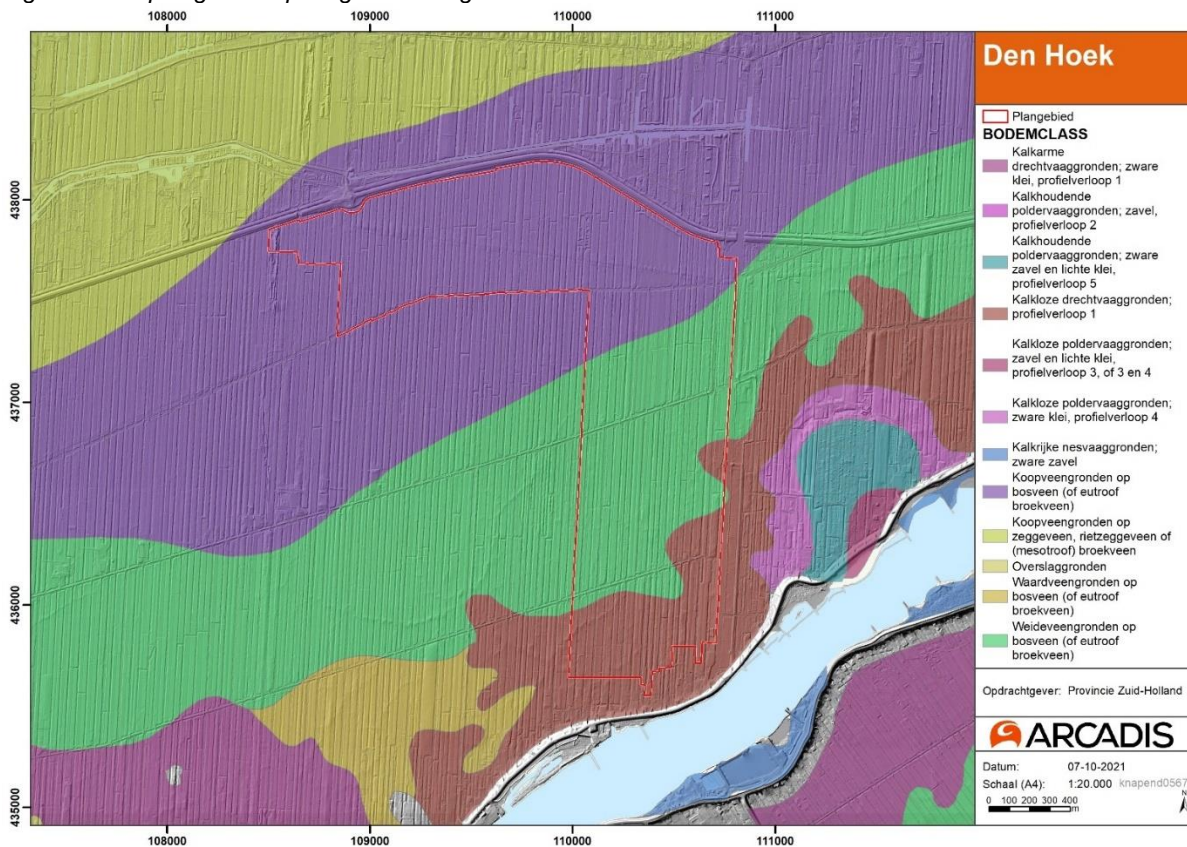 108000
109000
110000
111000
438000
437000
436000
435000
108000
109000
110000
111000
Den Hoek
Plangebied
BODEMCLASS
Kalkarme
drechtvaaggronden; zware
klei, profielverloop 1
Kalkhoudende
poldervaaggronden; zavel,
profielverloop 2
Kalkhoudende
poldervaaggronden; zware
zavel en lichte klei,
profielverloop 5
Kalkloze drechtvaaggronden;
profielverloop 1
Kalkloze poldervaaggronden;
zavel en lichte klei,
profielverloop 3, of 3 en 4
Kalkloze poldervaaggronden;
zware klei, profielverloop 4
Kalkrijke nesvaaggronden;
zware zavel
Koopveengronden op
bosveen (of eutroof
broekveen)
Koopveengronden op
zeggeveen, rietzeggeveen of
(mesotroof) broekveen
Overslaggronden
Waardveengronden op
bosveen (of eutroof
broekveen)
Weideveengronden op
bosveen (of eutroof
broekveen)
Opdrachtgever: Provincie Zuid-Holland
ARCADIS
Datum: 07-10-2021
Schaal (A4): 1:20.000 knapend0567
0 100 200 300 400
m
N